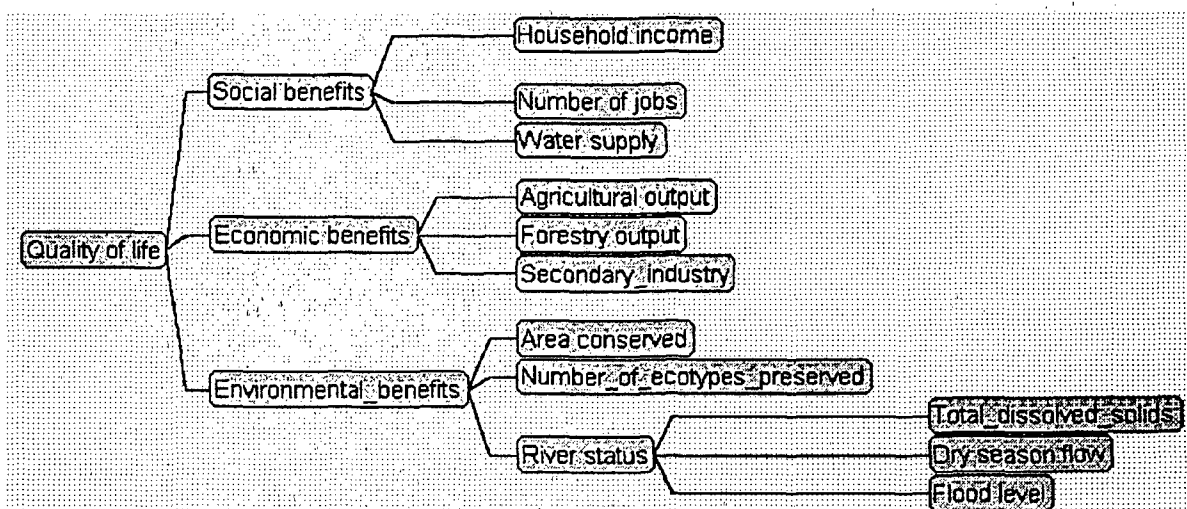 Household income
Social benefits
Number of jobs
Water supply
Agricultural output
Economic benefits
Forestry output
Quality of life
Secondary_industry
Area conserved
Number_of_ecotypes_preserved
Environmental_benefits
Total_dissolved_solids
River status
Dry season flow
Flood level